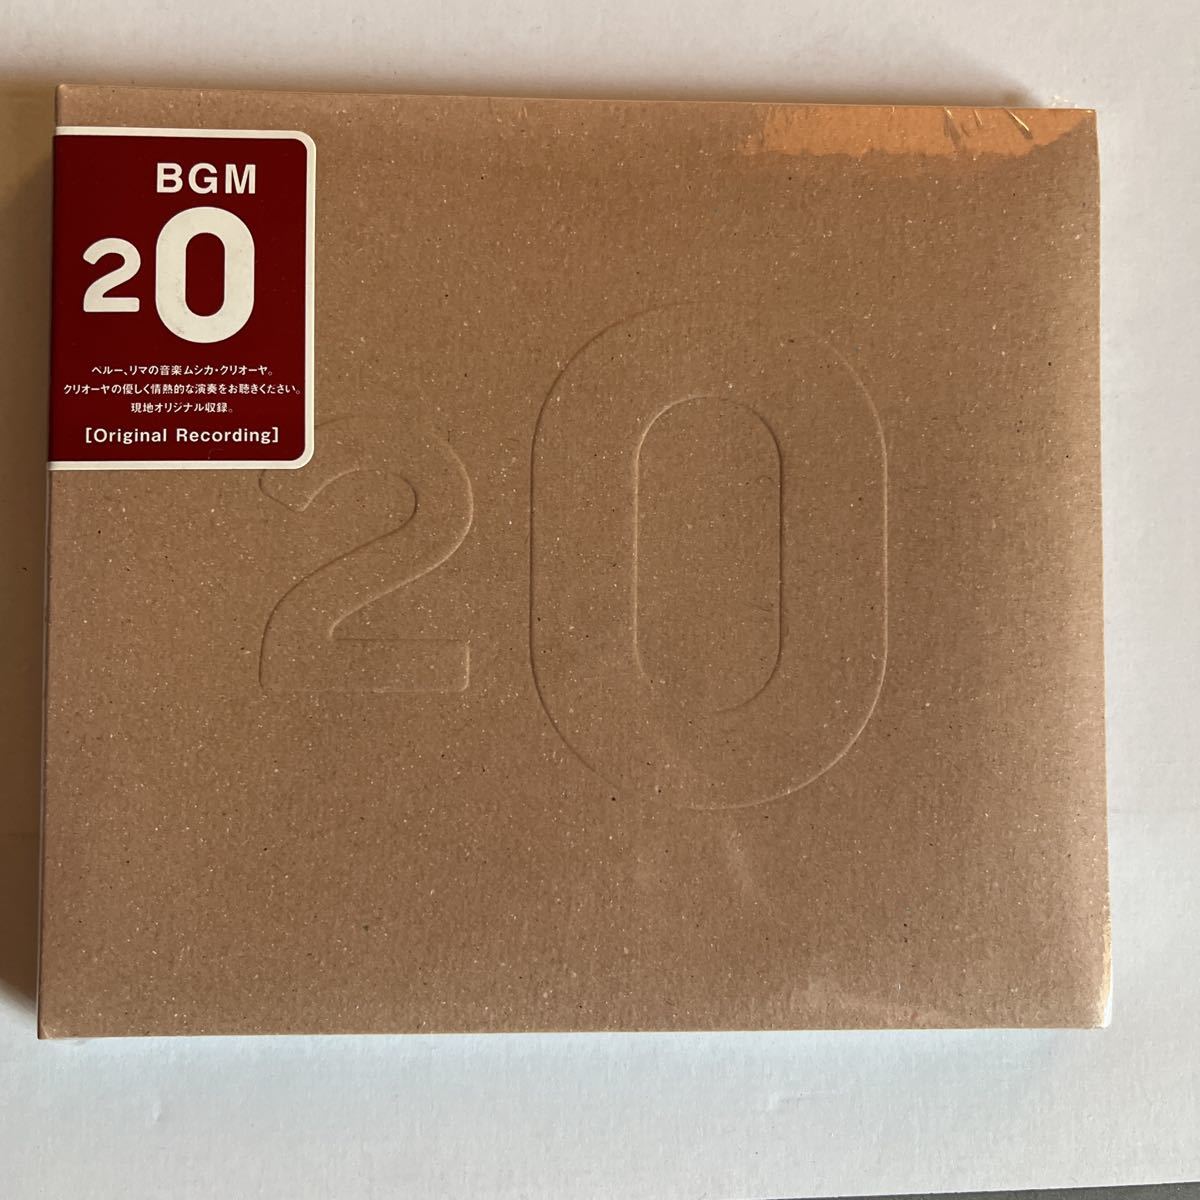 BGM
20
ペルー、リマの音楽ムシカ・クリオーヤ。
クリオーヤの優しく情熱的な演奏をお聴きください。
現地オリジナル収録。
[Original Recording]
20